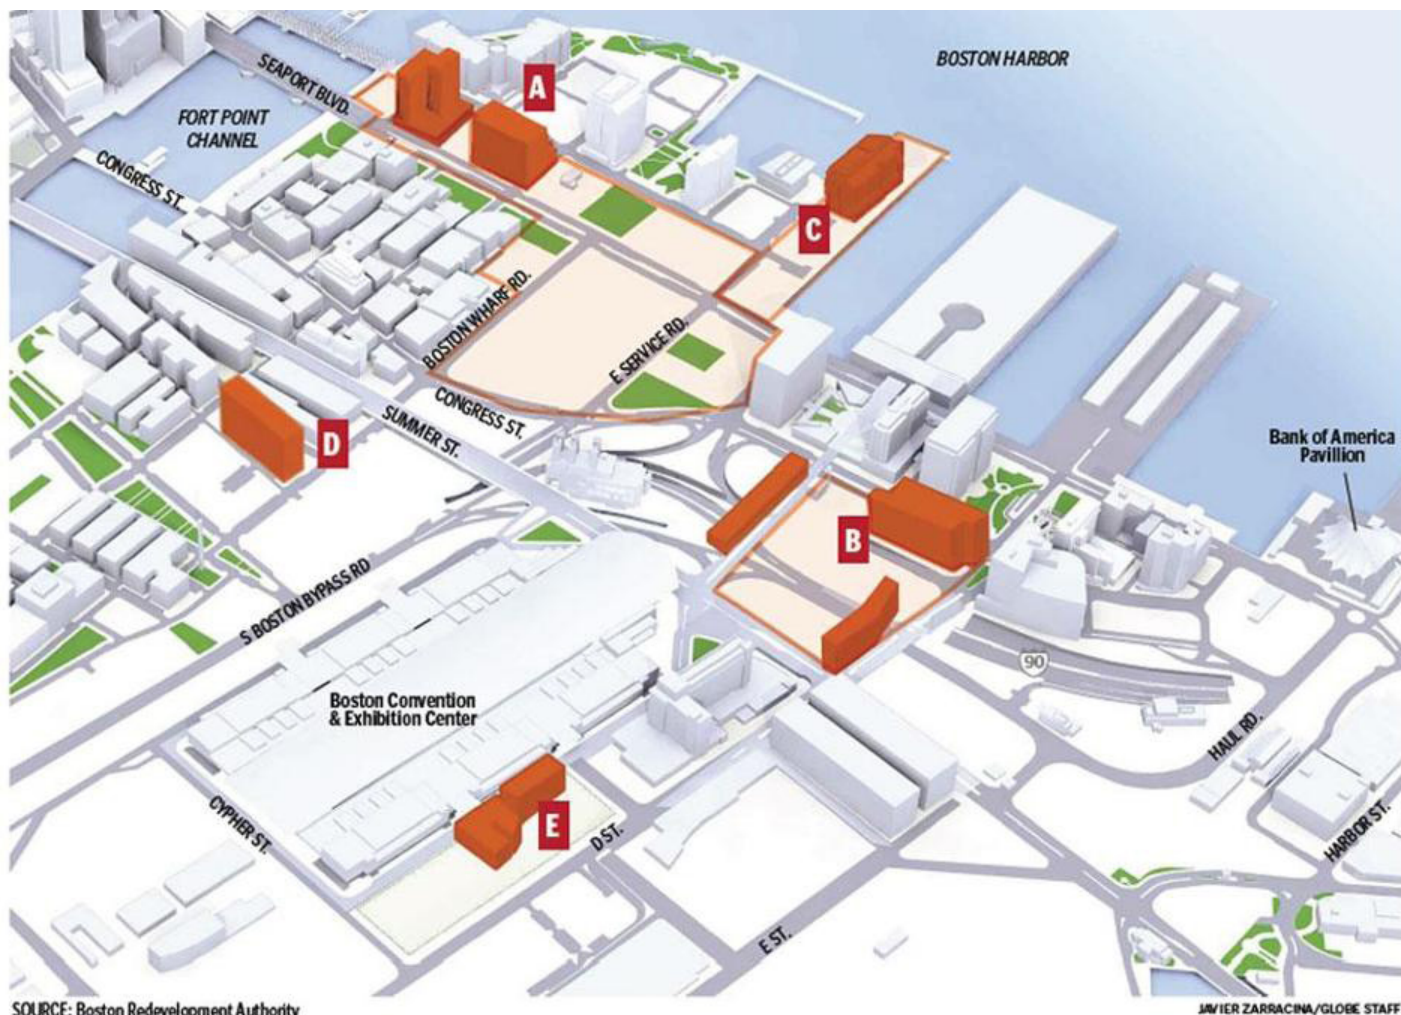 BOSTON HARBOR
SEAPORT BLVD.
A
FORT POINT
CHANNEL
CONGRESS ST.
C
BOSTON WHARF RD.
E SERVICE RD.
CONGRESS ST.
SUMMER ST.
D
Bank of America
Pavillion
B
S BOSTON BYPASS RD
90
Boston Convention
& Exhibition Center
HAUL RD.
CYPHER ST.
E
D ST.
HARBOR ST.
E ST.
SOURCE: Boston Redevelopment Authority
JAVIER ZARRACINA/GLOBE STAFF